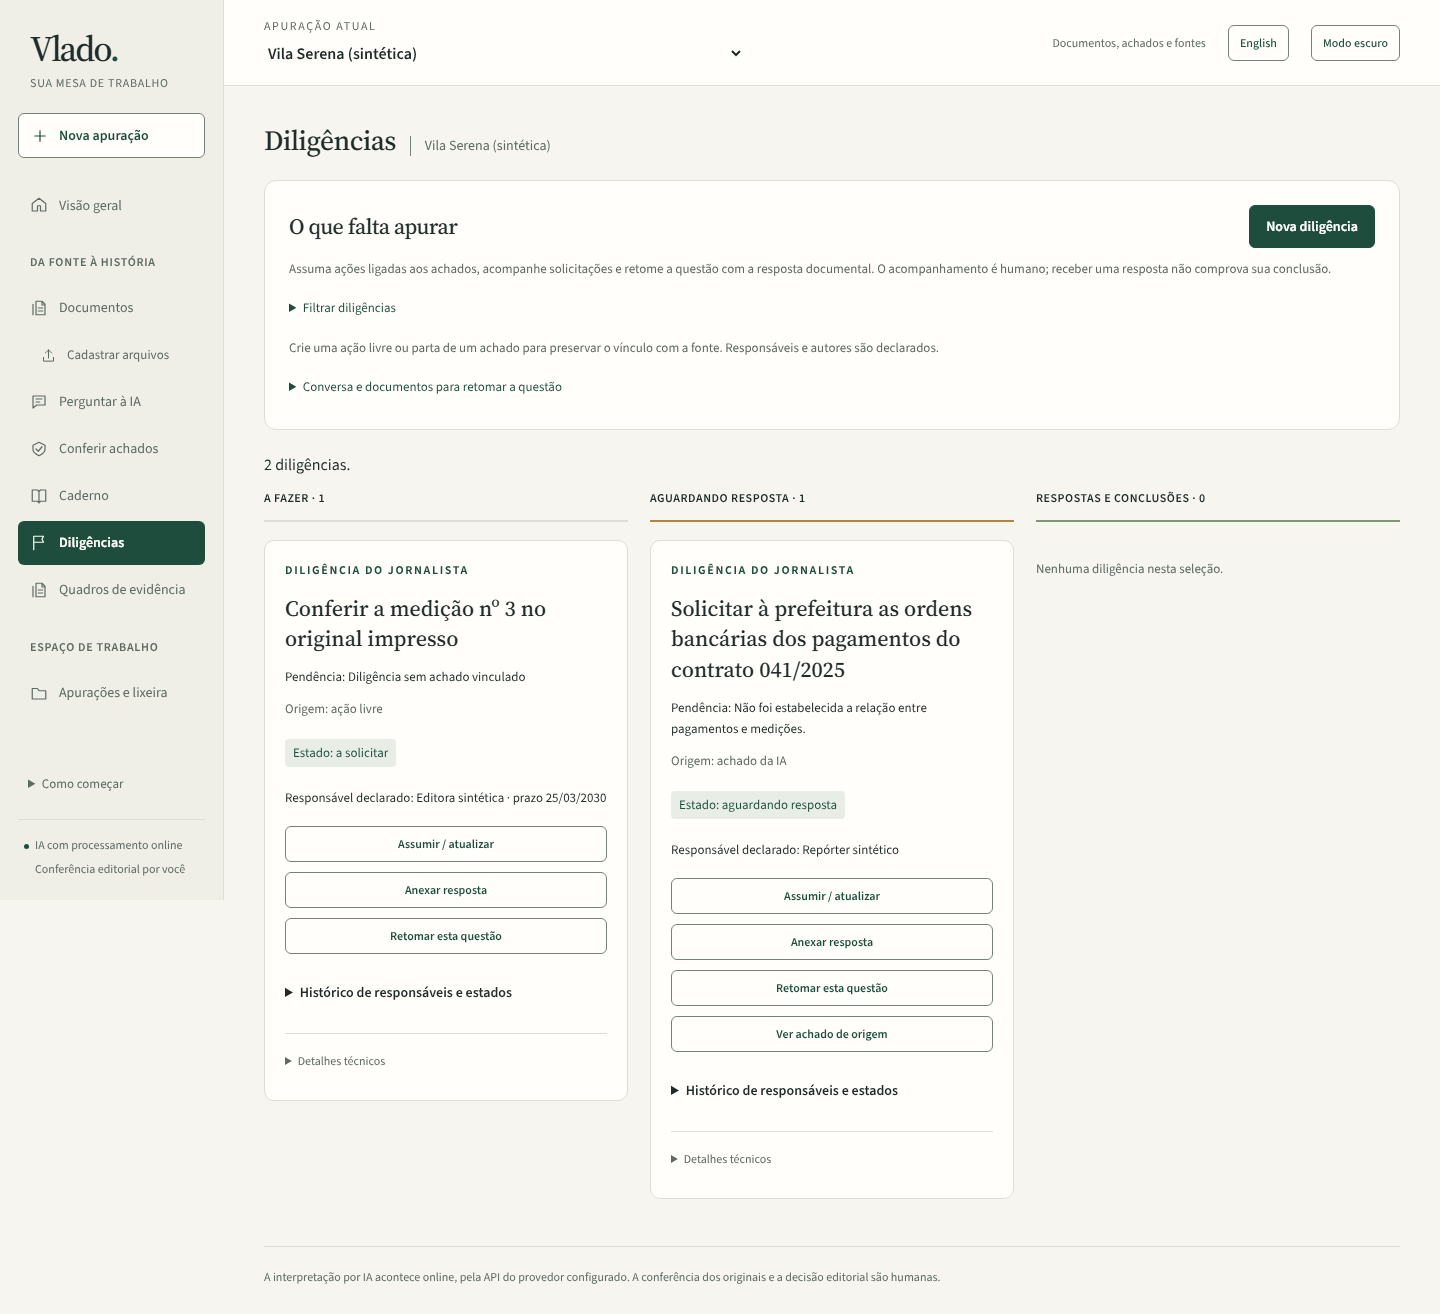 Vlado.
SUA MESA DE TRABALHO
Nova apuração
Visão geral
DA FONTE À HISTÓRIA
Documentos
Cadastrar arquivos
Perguntar à IA
Conferir achados
Caderno
Diligências
Quadros de evidência
ESPAÇO DE TRABALHO
Apurações e lixeira
Como começar
IA com processamento online
Conferência editorial por você
APURAÇÃO ATUAL
Vila Serena (sintética)
Documentos, achados e fontes
English
Modo escuro
Diligências
Vila Serena (sintética)
O que falta apurar
Nova diligência
Assuma ações ligadas aos achados, acompanhe solicitações e retome a questão com a resposta documental. O acompanhamento é humano; receber uma resposta não comprova sua conclusão.
Filtrar diligências
Crie uma ação livre ou parta de um achado para preservar o vínculo com a fonte. Responsáveis e autores são declarados.
Conversa e documentos para retomar a questão
2 diligências.
A FAZER · 1
DILIGÊNCIA DO JORNALISTA
Conferir a medição nº 3 no
original impresso
Pendência: Diligência sem achado vinculado
Origem: ação livre
Estado: a solicitar
Responsável declarado: Editora sintética · prazo 25/03/2030
Assumir / atualizar
Anexar resposta
Retomar esta questão
Histórico de responsáveis e estados
Detalhes técnicos
AGUARDANDO RESPOSTA · 1
DILIGÊNCIA DO JORNALISTA
Solicitar à prefeitura as ordens
bancárias dos pagamentos do
contrato 041/2025
Pendência: Não foi estabelecida a relação entre
pagamentos e medições.
Origem: achado da IA
Estado: aguardando resposta
Responsável declarado: Repórter sintético
Assumir / atualizar
Anexar resposta
Retomar esta questão
Ver achado de origem
Histórico de responsáveis e estados
Detalhes técnicos
RESPOSTAS E CONCLUSÕES · 0
Nenhuma diligência nesta seleção.
A interpretação por IA acontece online, pela API do provedor configurado. A conferência dos originais e a decisão editorial são humanas.